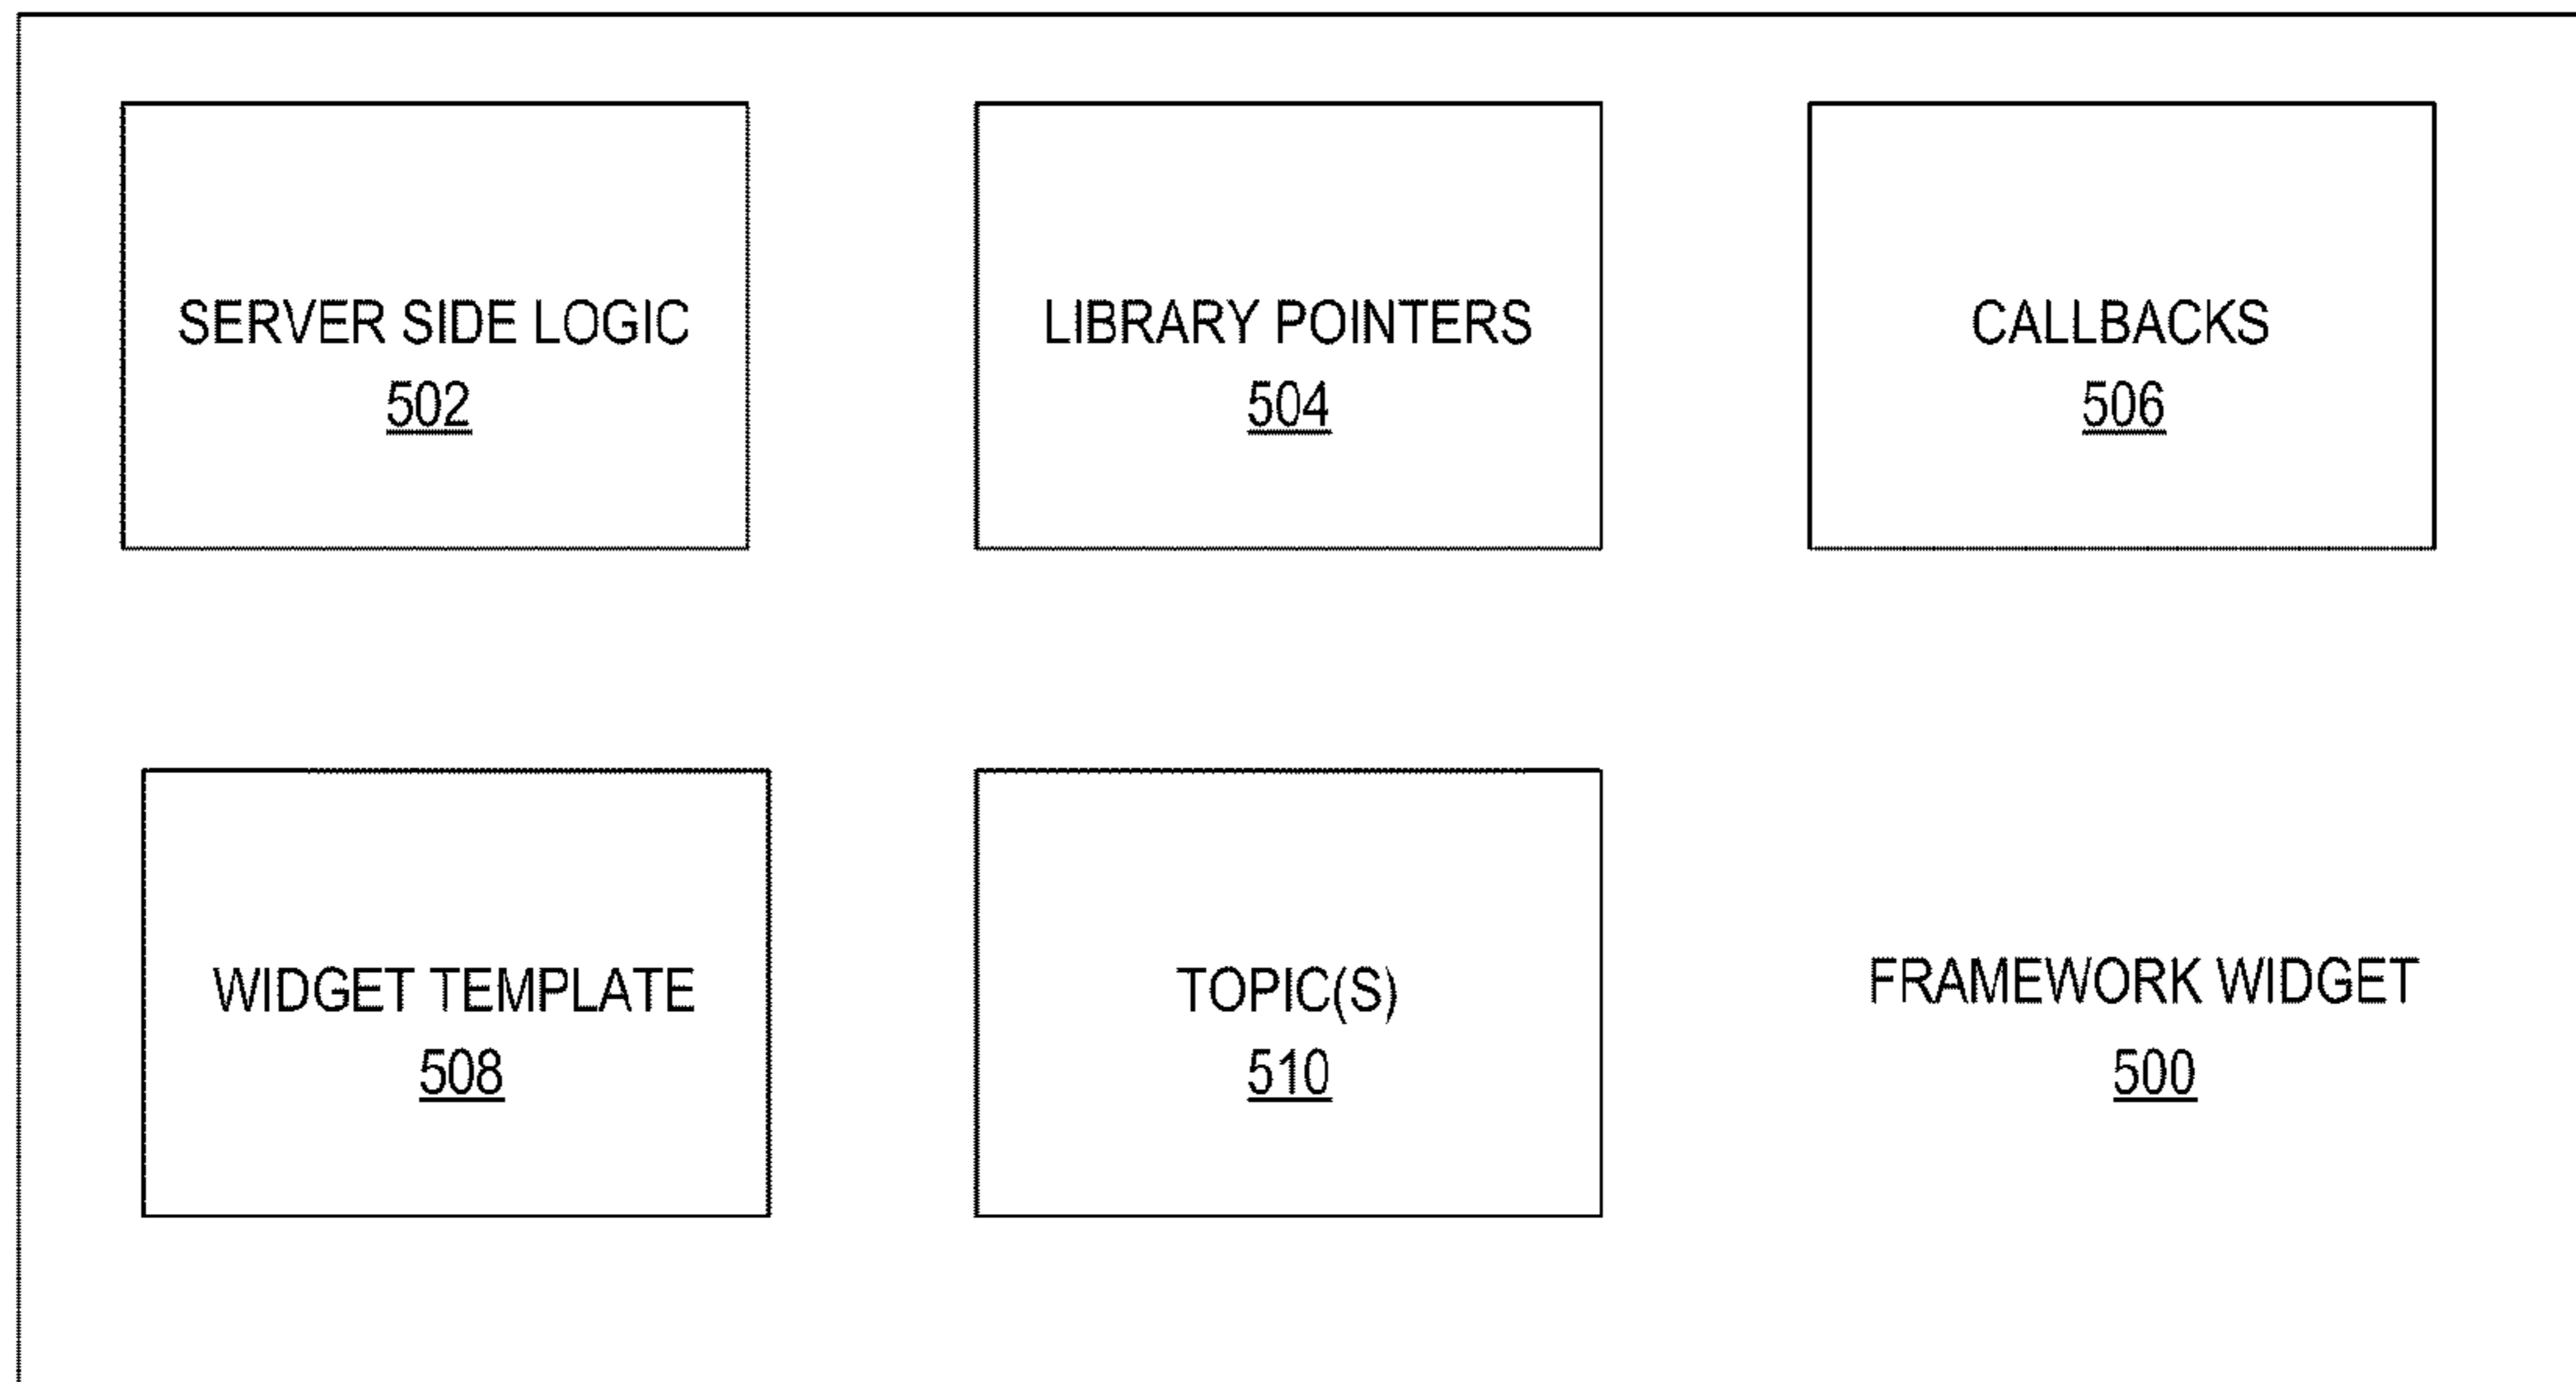 SERVER SIDE LOGIC
502
LIBRARY POINTERS
504
CALLBACKS
506
WIDGET TEMPLATE
508
TOPIC(S)
510
FRAMEWORK WIDGET
500